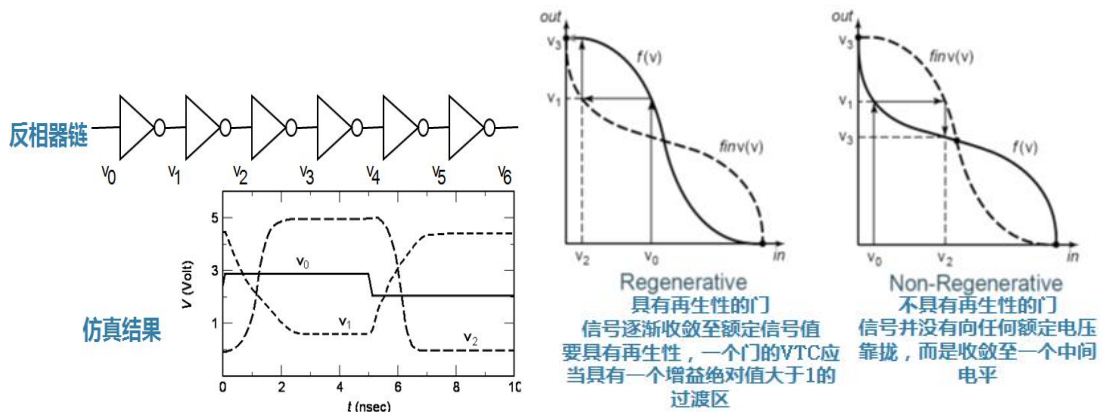 反相器链
v0 v1 v2 v3 v4 v5 v6
仿真结果
V (Volt)
5
3
1
v0
v1
v2
0 2 4 6 8 10
t (nsec)
out
v3
f(v)
v1
finv(v)
v2 v0 in
Regenerative
具有再生性的门
信号逐渐收敛至额定信号值
要具有再生性，一个门的VTC应
当具有一个增益绝对值大于1的
过渡区
out
v3
finv(v)
v1
v3
f(v)
v0 v2 in
Non-Regenerative
不具有再生性的门
信号并没有向任何额定电压
靠拢，而是收敛至一个中间
电平